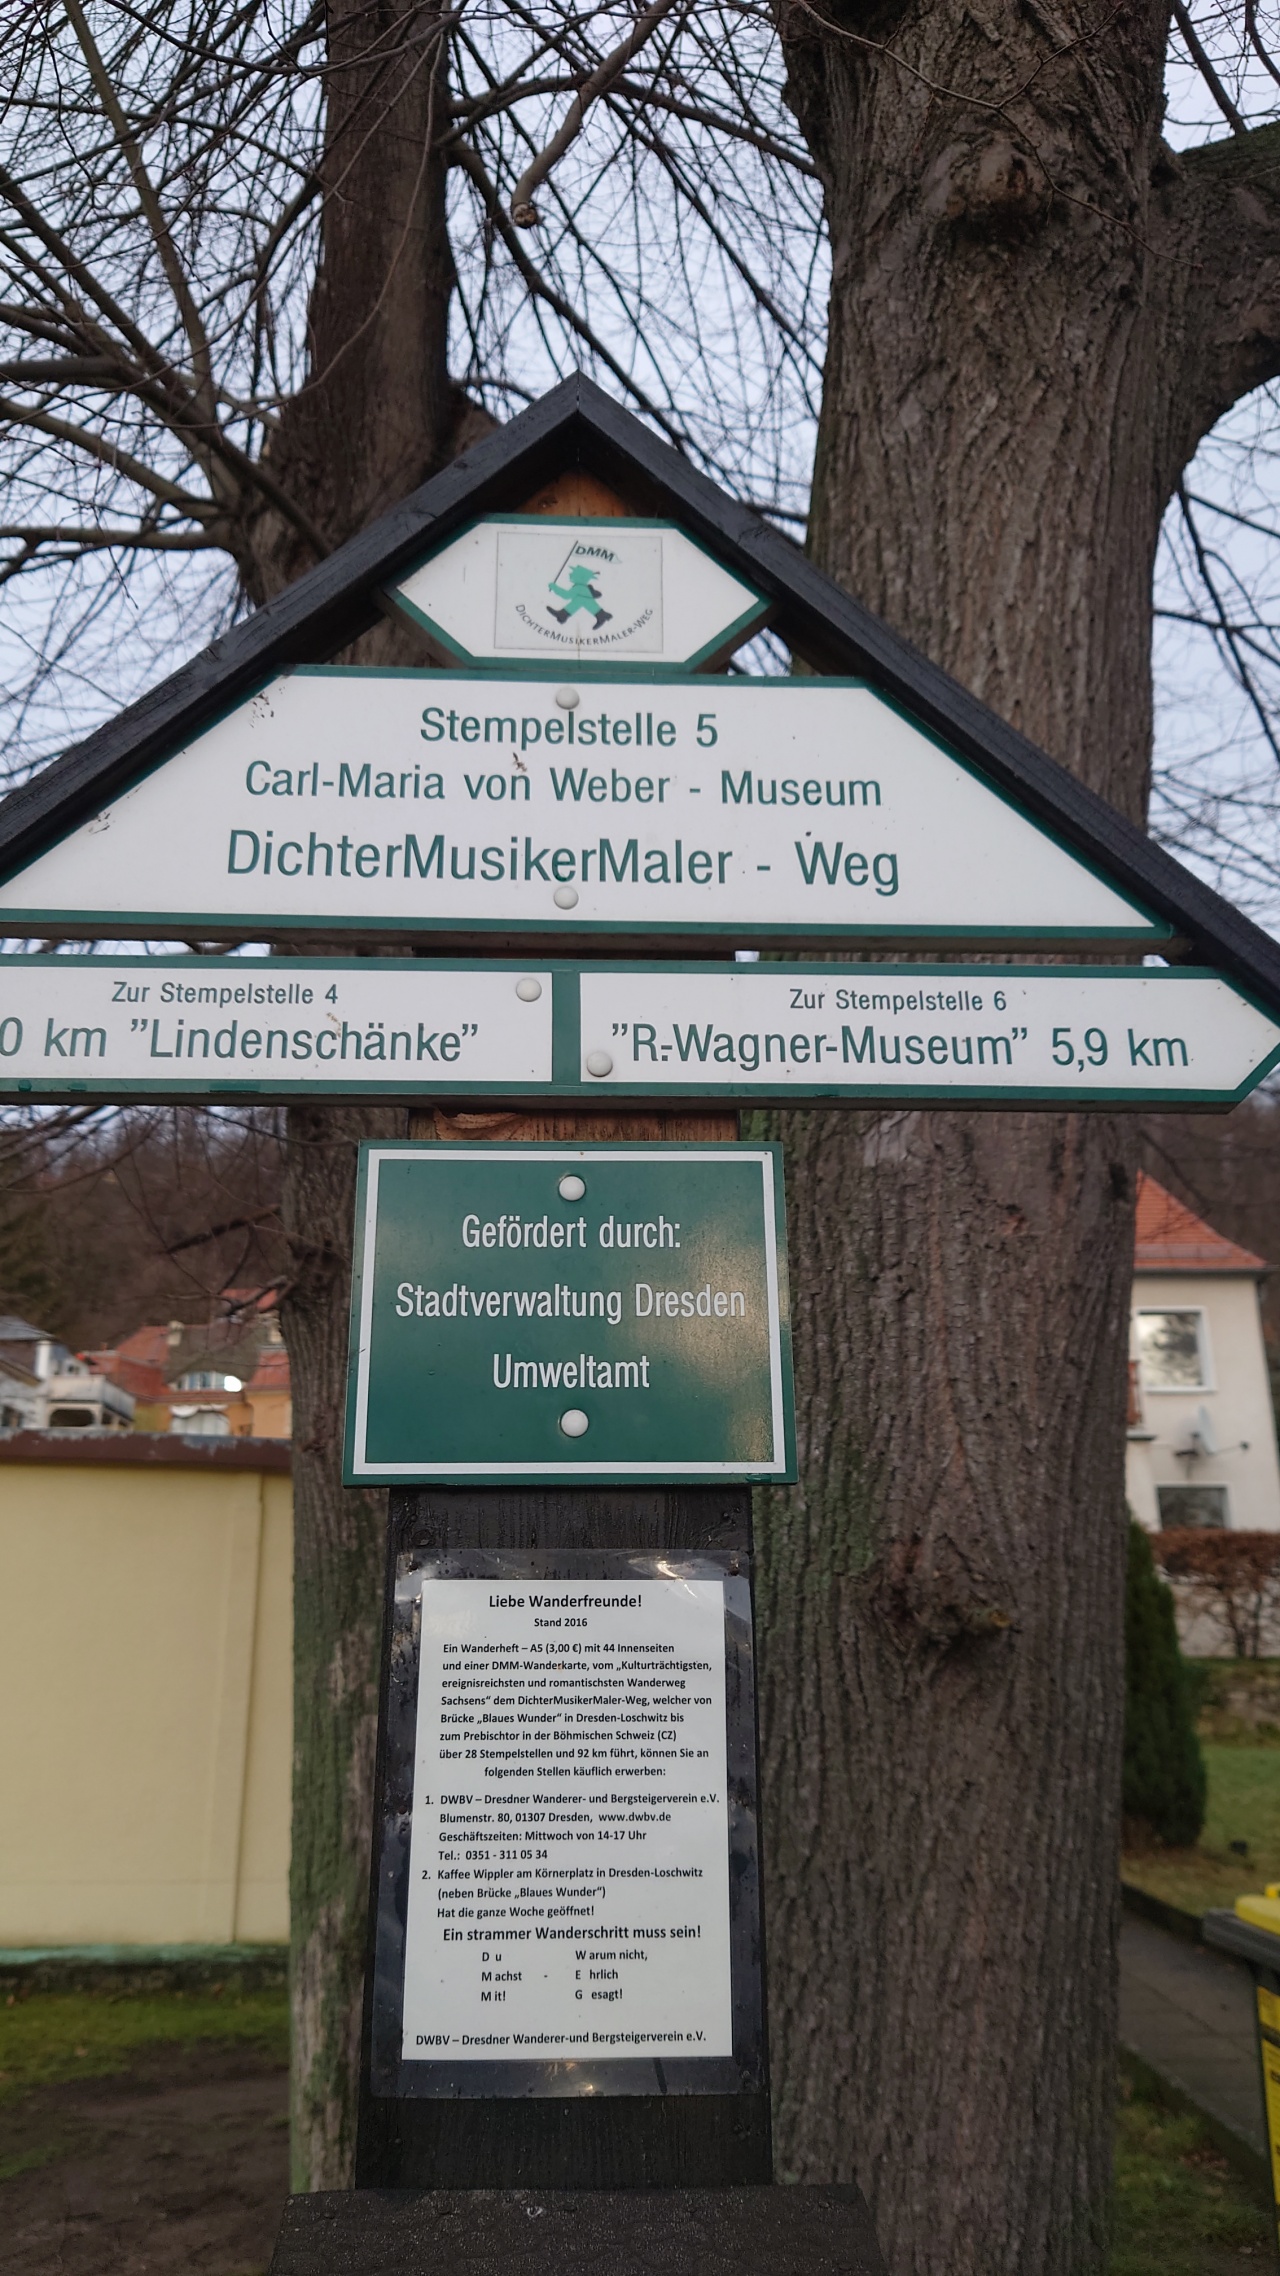 DMM
DICHTERMUSIKERMALER-WEG
Stempelstelle 5
Carl-Maria von Weber - Museum
DichterMusikerMaler - Weg
Zur Stempelstelle 4
0 km "Lindenschänke"
Zur Stempelstelle 6
"R.-Wagner-Museum" 5,9 km
Gefördert durch:
Stadtverwaltung Dresden
Umweltamt
Liebe Wanderfreunde!
Stand 2016
Ein Wanderheft – A5 (3,00 €) mit 44 Innenseiten
und einer DMM-Wanderkarte, vom „Kulturträchtigsten,
ereignisreichsten und romantischsten Wanderweg
Sachsens“ dem DichterMusikerMaler-Weg, welcher von
Brücke „Blaues Wunder“ in Dresden-Loschwitz bis
zum Prebischtor in der Böhmischen Schweiz (CZ)
über 28 Stempelstellen und 92 km führt, können Sie an
folgenden Stellen käuflich erwerben:
1. DWBV – Dresdner Wanderer- und Bergsteigerverein e.V.
Blumenstr. 80, 01307 Dresden, www.dwbv.de
Geschäftszeiten: Mittwoch von 14-17 Uhr
Tel.: 0351 - 311 05 34
2. Kaffee Wippler am Körnerplatz in Dresden-Loschwitz
(neben Brücke „Blaues Wunder“)
Hat die ganze Woche geöffnet!
Ein strammer Wanderschritt muss sein!
D u W arum nicht,
M achst - E hrlich
M it! G esagt!
DWBV – Dresdner Wanderer-und Bergsteigerverein e.V.